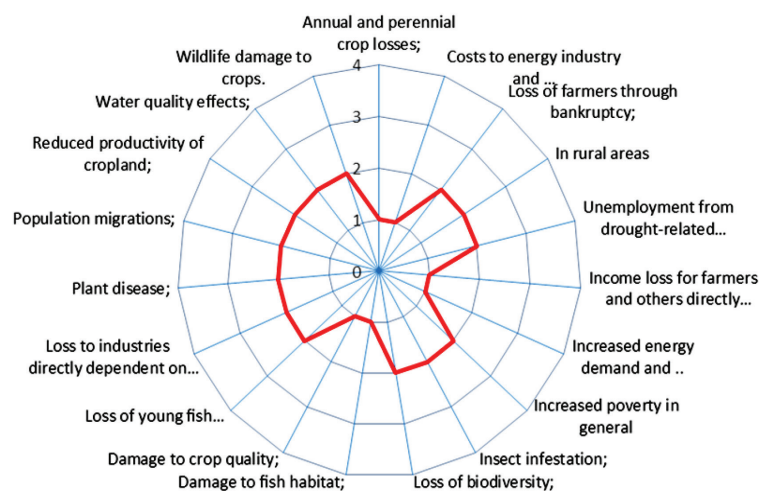 Annual and perennial
crop losses;
Costs to energy industry
and ...
Loss of farmers through
bankruptcy;
In rural areas
Unemployment from
drought-related...
Income loss for farmers
and others directly...
Increased energy
demand and ..
Increased poverty in
general
Insect infestation;
Loss of biodiversity;
Damage to fish habitat;
Damage to crop quality;
Loss of young fish...
Loss to industries
directly dependent on...
Plant disease;
Population migrations;
Reduced productivity of
cropland;
Water quality effects;
Wildlife damage to
crops.
4
3
2
1
0